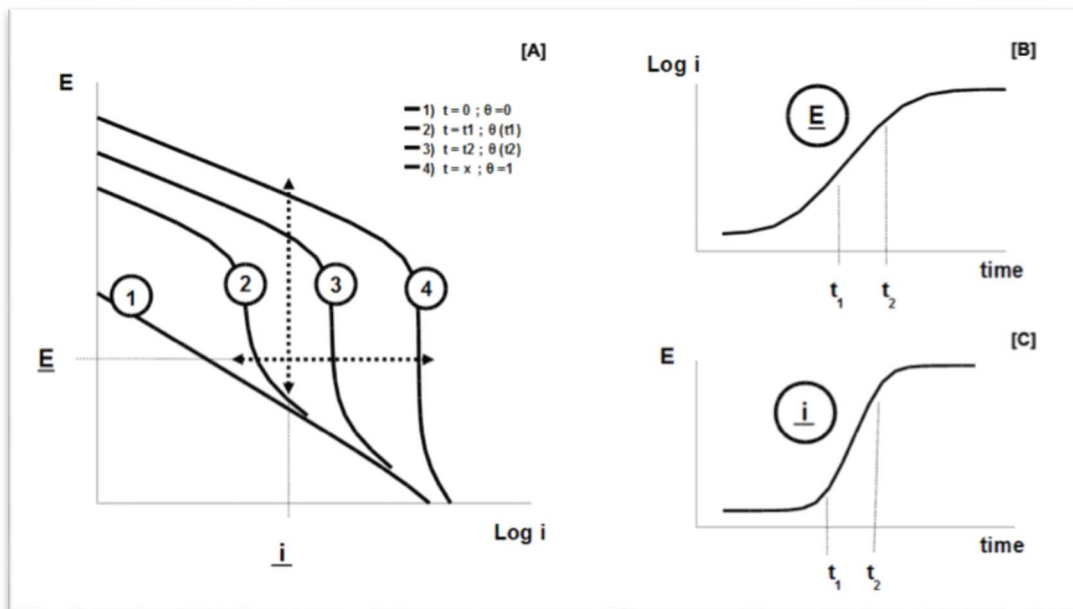 [A]
E
1) t=0 ; θ=0
2) t=t1 ; θ(t1)
3) t=t2 ; θ(t2)
4) t=x ; θ=1
1
2
3
4
E
Log i
i
[B]
Log i
E
time
t1
t2
[C]
E
i
time
t1
t2